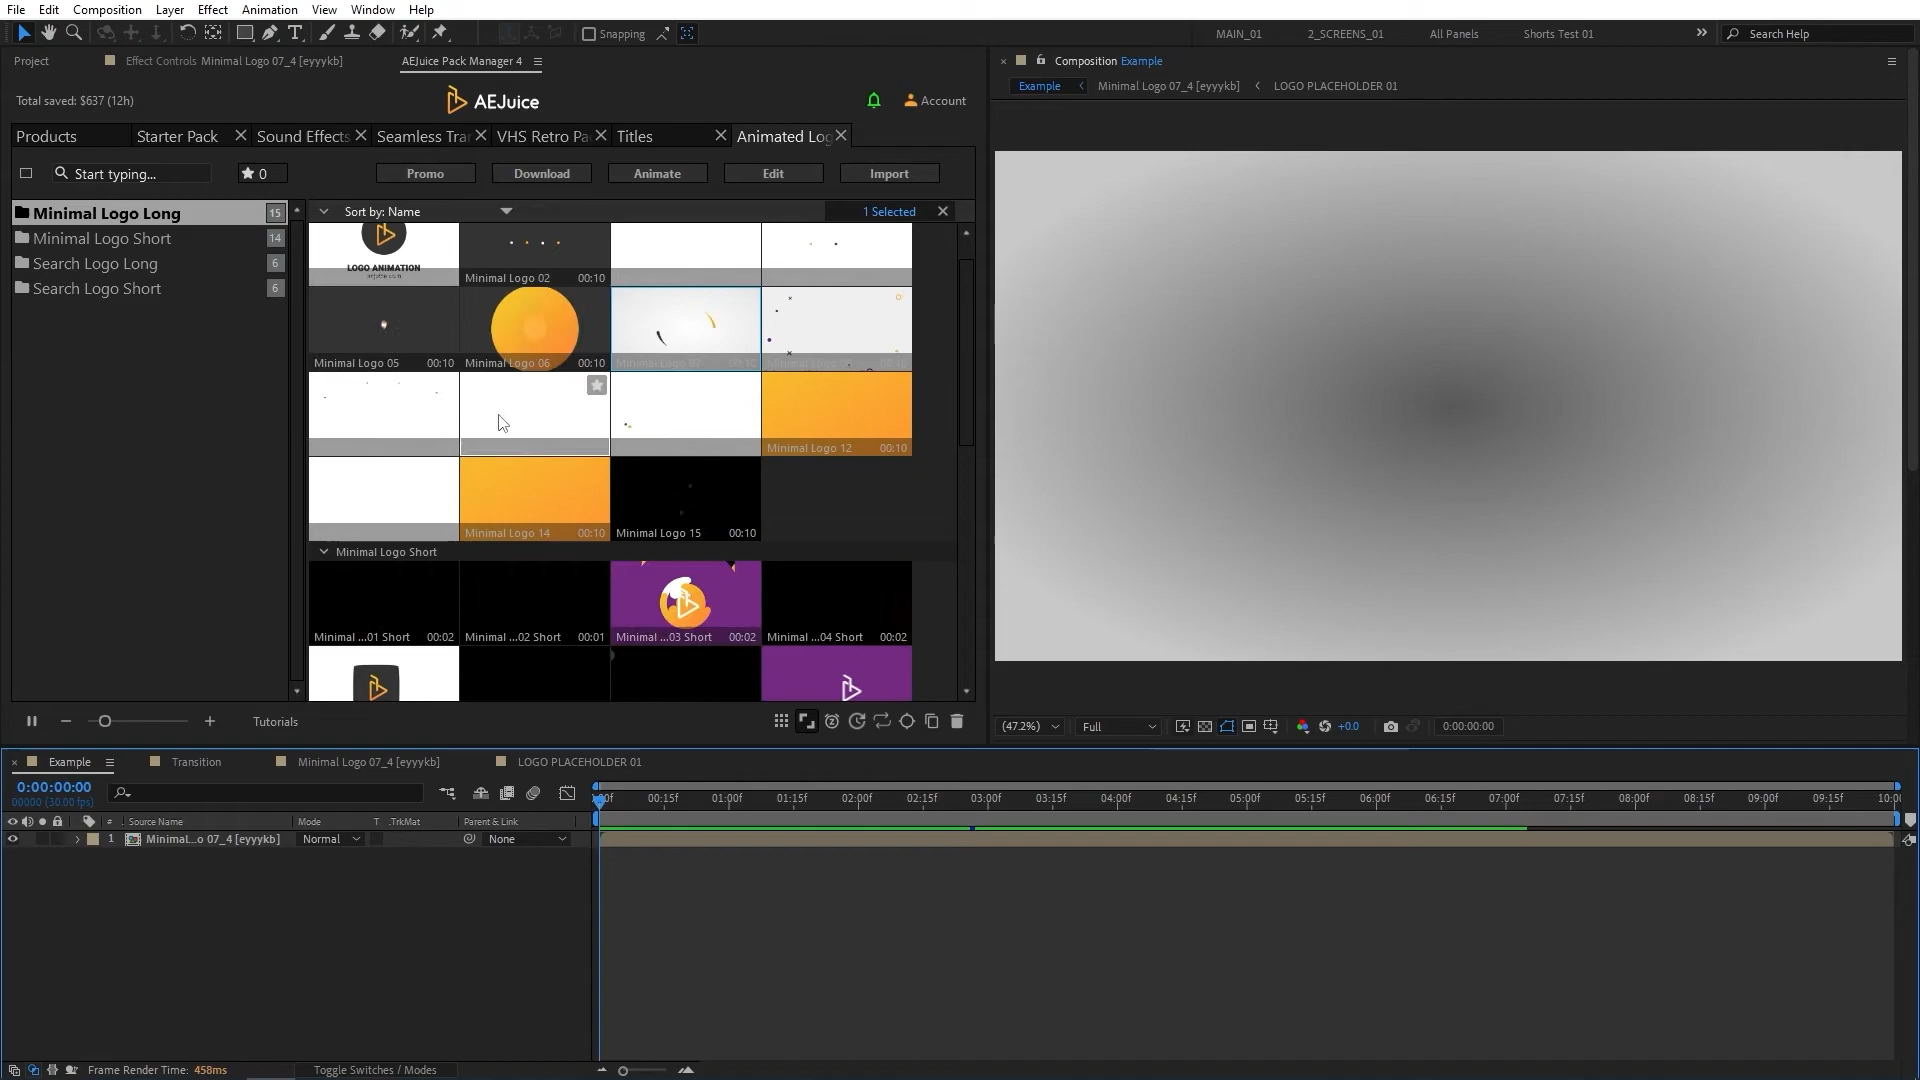 File Edit Composition Layer Effect Animation View Window Help
Snapping
MAIN_01 2_SCREENS_01 All Panels Shorts Test 01 Search Help
Project Effect Controls Minimal Logo 07_4 [eyyykb] AEJuice Pack Manager 4
Total saved: $637 (12h) AEJuice Account
Products Starter Pack Sound Effects Seamless Tra VHS Retro Pa Titles Animated Log
Start typing... 0 Promo Download Animate Edit Import
Minimal Logo Long 15
Minimal Logo Short 14
Search Logo Long 6
Search Logo Short 6
Sort by: Name 1 Selected
LOGO ANIMATION
Minimal Logo 02 00:10
Minimal Logo 05 00:10 Minimal Logo 06 00:10 Minimal Logo 07 00:10
Minimal Logo 12 00:10
Minimal Logo 14 00:10 Minimal Logo 15 00:10
Minimal Logo Short
Minimal ...01 Short 00:02 Minimal ...02 Short 00:01 Minimal ...03 Short 00:02 Minimal ...04 Short 00:02
Tutorials
Composition Example
Example Minimal Logo 07_4 [eyyykb] LOGO PLACEHOLDER 01
(47.2%) Full +0.0 0:00:00:00
Example Transition Minimal Logo 07_4 [eyyykb] LOGO PLACEHOLDER 01
0:00:00:00
00000 (30.00 fps)
:00f 00:15f 01:00f 01:15f 02:00f 02:15f 03:00f 03:15f 04:00f 04:15f 05:00f 05:15f 06:00f 06:15f 07:00f 07:15f 08:00f 08:15f 09:00f 09:15f 10:00
# Source Name Mode T .TrkMat Parent & Link
1 Minimal...o 07_4 [eyyykb] Normal None
Frame Render Time: 458ms Toggle Switches / Modes